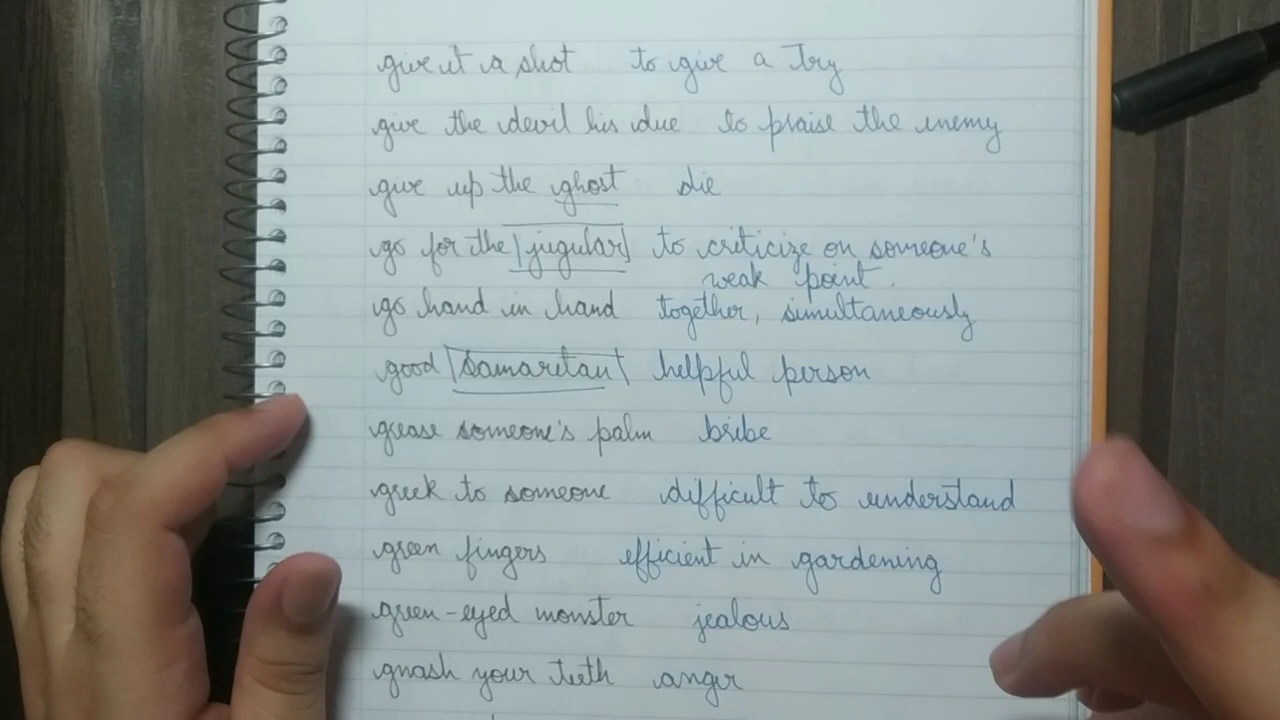 give it a shot to give a Try
give the devil his due to praise the enemy
give up the ghost die
go for the jugular to criticize on someone's
weak point.
go hand in hand together, simultaneously
good samaritan helpful person
grease someone's palm bribe
greek to someone difficult to understand
green fingers efficient in gardening
green-eyed monster jealous
gnash your teeth anger